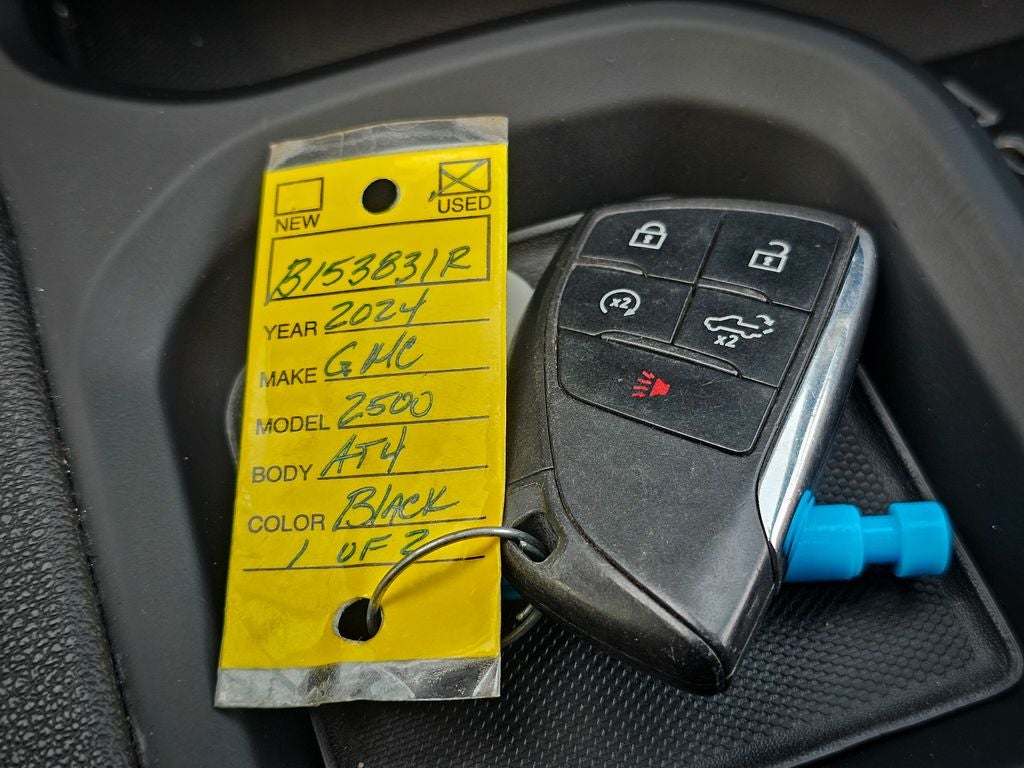 NEW USED
B153831R
YEAR 2024
MAKE GMC
MODEL 2500
BODY AT4
COLOR Black
1 OF 2
x2
x2